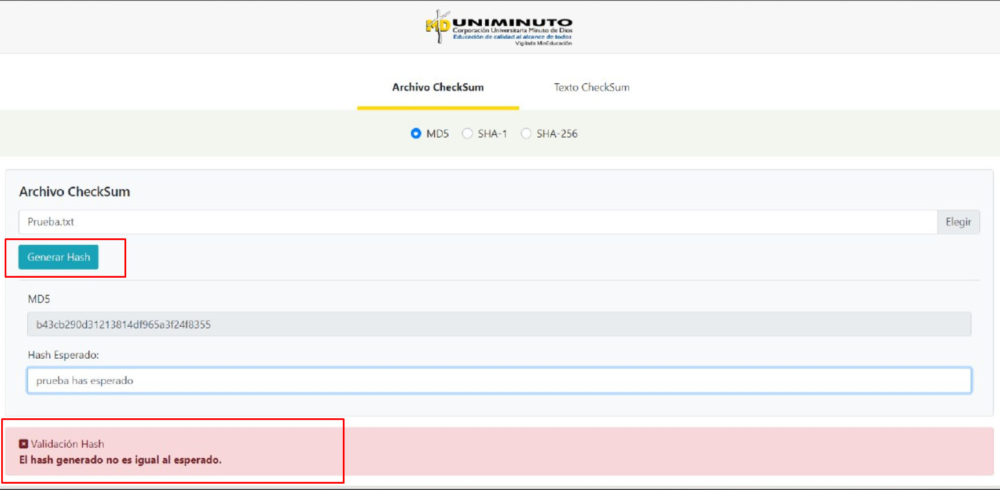 MD UNIMINUTO
Corporación Universitaria Minuto de Dios
Educación de calidad al alcance de todos
Vigilada MinEducación
Archivo CheckSum Texto CheckSum
MD5 SHA-1 SHA-256
Archivo CheckSum
Prueba.txt Elegir
Generar Hash
MD5
b43cb290d31213814df965a3f24f8355
Hash Esperado:
prueba has esperado
Validación Hash
El hash generado no es igual al esperado.